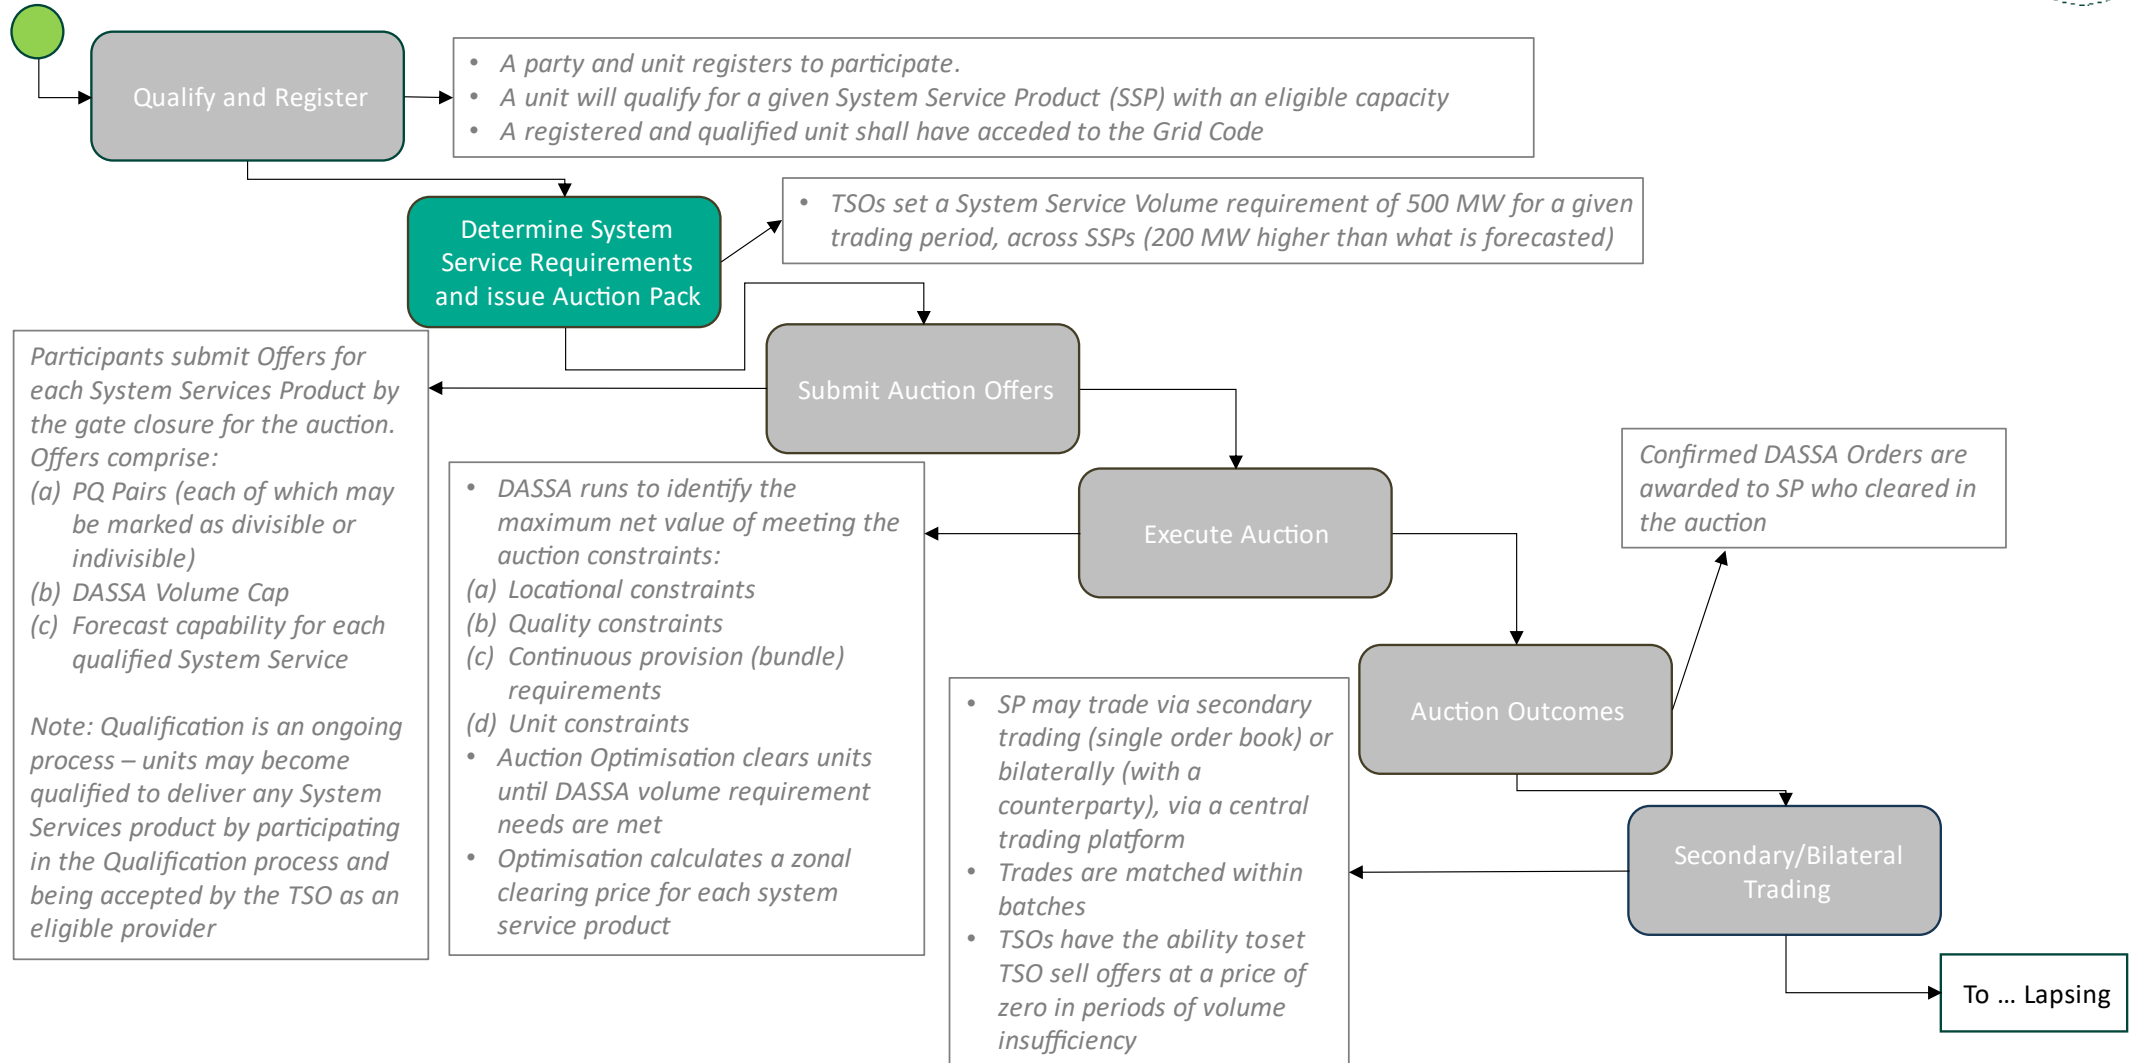 Qualify and Register
• A party and unit registers to participate.
• A unit will qualify for a given System Service Product (SSP) with an eligible capacity
• A registered and qualified unit shall have acceded to the Grid Code
Determine System
Service Requirements
and issue Auction Pack
• TSOs set a System Service Volume requirement of 500 MW for a given
trading period, across SSPs (200 MW higher than what is forecasted)
Submit Auction Offers
Participants submit Offers for
each System Services Product by
the gate closure for the auction.
Offers comprise:
(a) PQ Pairs (each of which may
be marked as divisible or
indivisible)
(b) DASSA Volume Cap
(c) Forecast capability for each
qualified System Service
Note: Qualification is an ongoing
process – units may become
qualified to deliver any System
Services product by participating
in the Qualification process and
being accepted by the TSO as an
eligible provider
Execute Auction
• DASSA runs to identify the
maximum net value of meeting the
auction constraints:
(a) Locational constraints
(b) Quality constraints
(c) Continuous provision (bundle)
requirements
(d) Unit constraints
• Auction Optimisation clears units
until DASSA volume requirement
needs are met
• Optimisation calculates a zonal
clearing price for each system
service product
Confirmed DASSA Orders are
awarded to SP who cleared in
the auction
Auction Outcomes
• SP may trade via secondary
trading (single order book) or
bilaterally (with a
counterparty), via a central
trading platform
• Trades are matched within
batches
• TSOs have the ability toset
TSO sell offers at a price of
zero in periods of volume
insufficiency
Secondary/Bilateral
Trading
To ... Lapsing